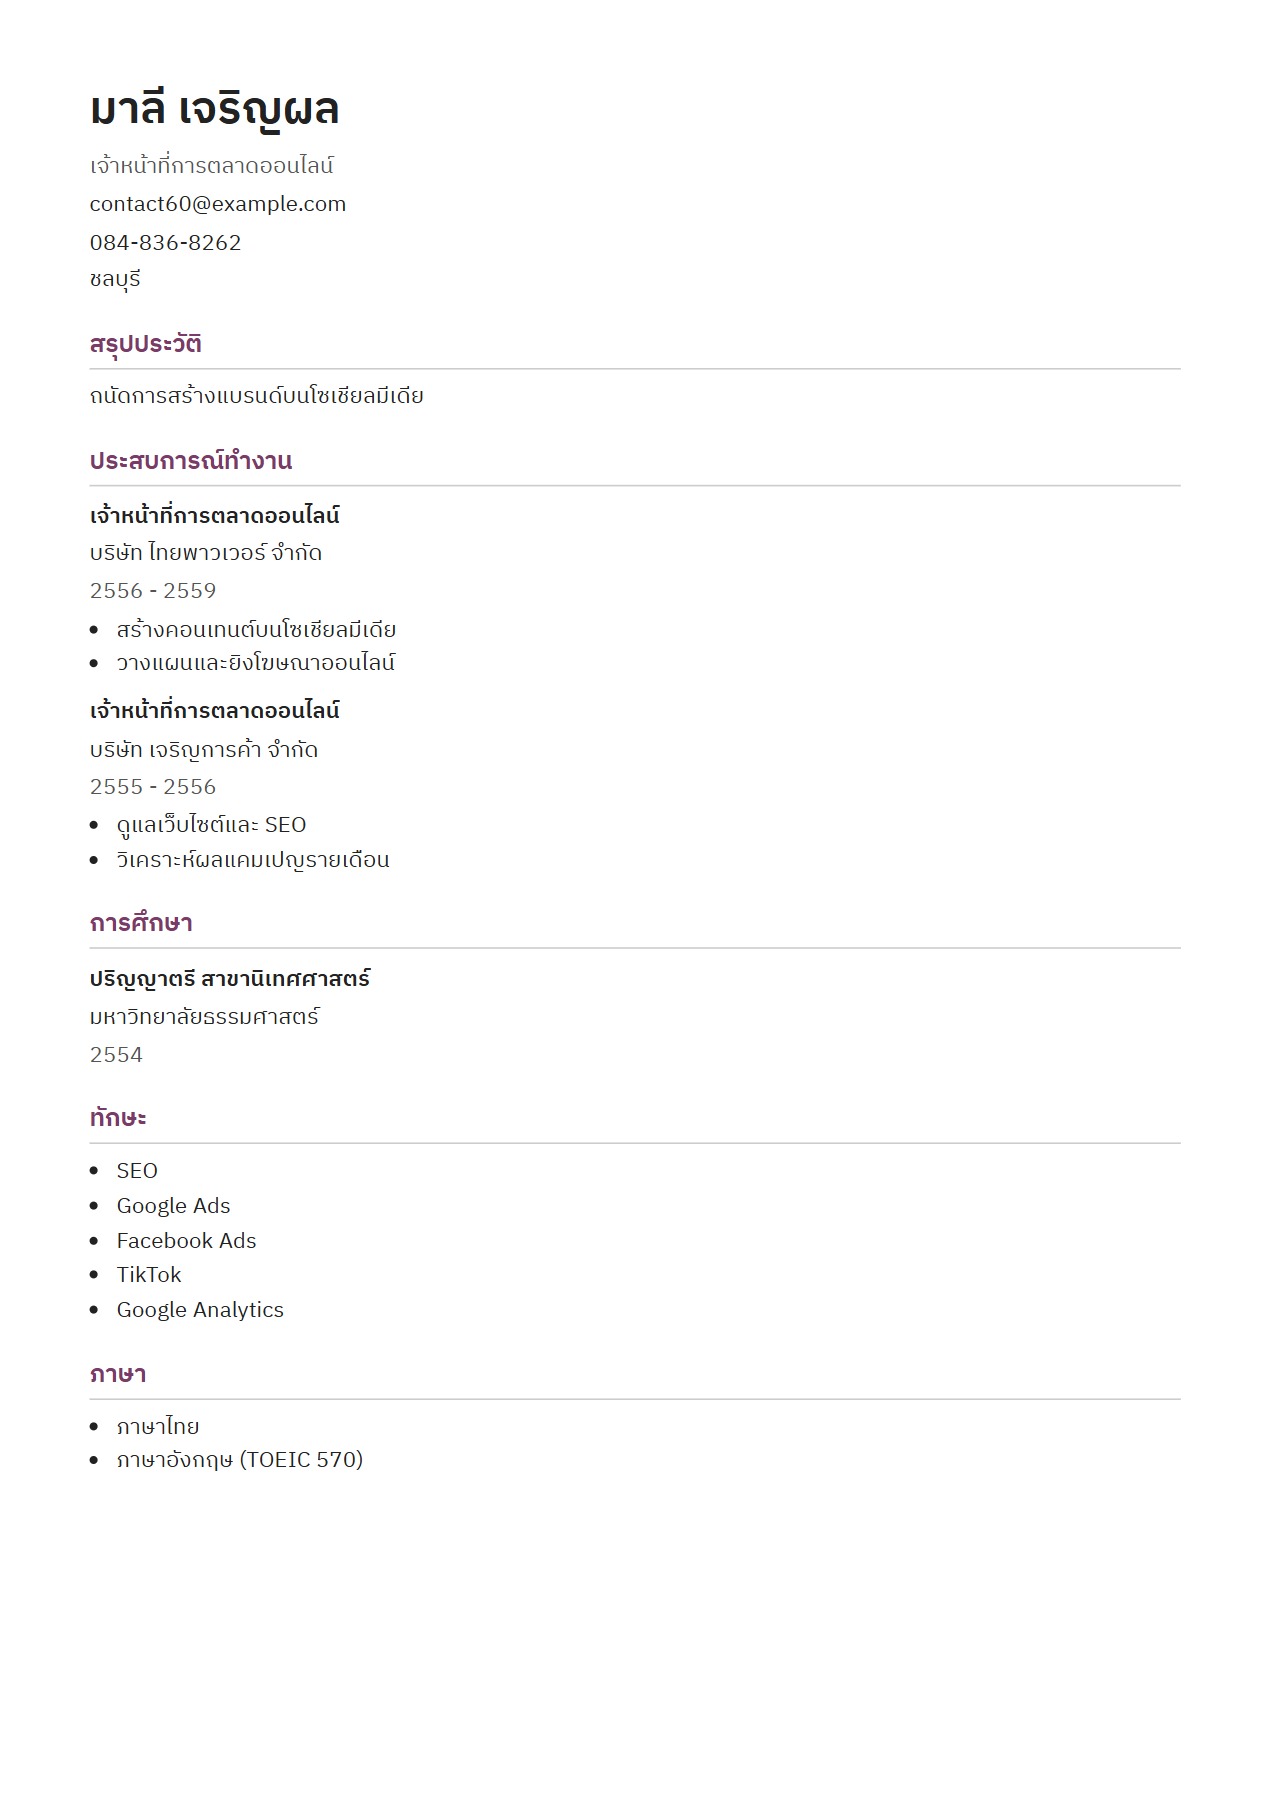 มาลี เจริญผล
เจ้าหน้าที่การตลาดออนไลน์
contact60@example.com
084-836-8262
ชลบุรี
สรุปประวัติ
ถนัดการสร้างแบรนด์บนโซเชียลมีเดีย
ประสบการณ์ทำงาน
เจ้าหน้าที่การตลาดออนไลน์
บริษัท ไทยพาวเวอร์ จำกัด
2556 - 2559
• สร้างคอนเทนต์บนโซเชียลมีเดีย
• วางแผนและยิงโฆษณาออนไลน์
เจ้าหน้าที่การตลาดออนไลน์
บริษัท เจริญการค้า จำกัด
2555 - 2556
• ดูแลเว็บไซต์และ SEO
• วิเคราะห์ผลแคมเปญรายเดือน
การศึกษา
ปริญญาตรี สาขานิเทศศาสตร์
มหาวิทยาลัยธรรมศาสตร์
2554
ทักษะ
• SEO
• Google Ads
• Facebook Ads
• TikTok
• Google Analytics
ภาษา
• ภาษาไทย
• ภาษาอังกฤษ (TOEIC 570)